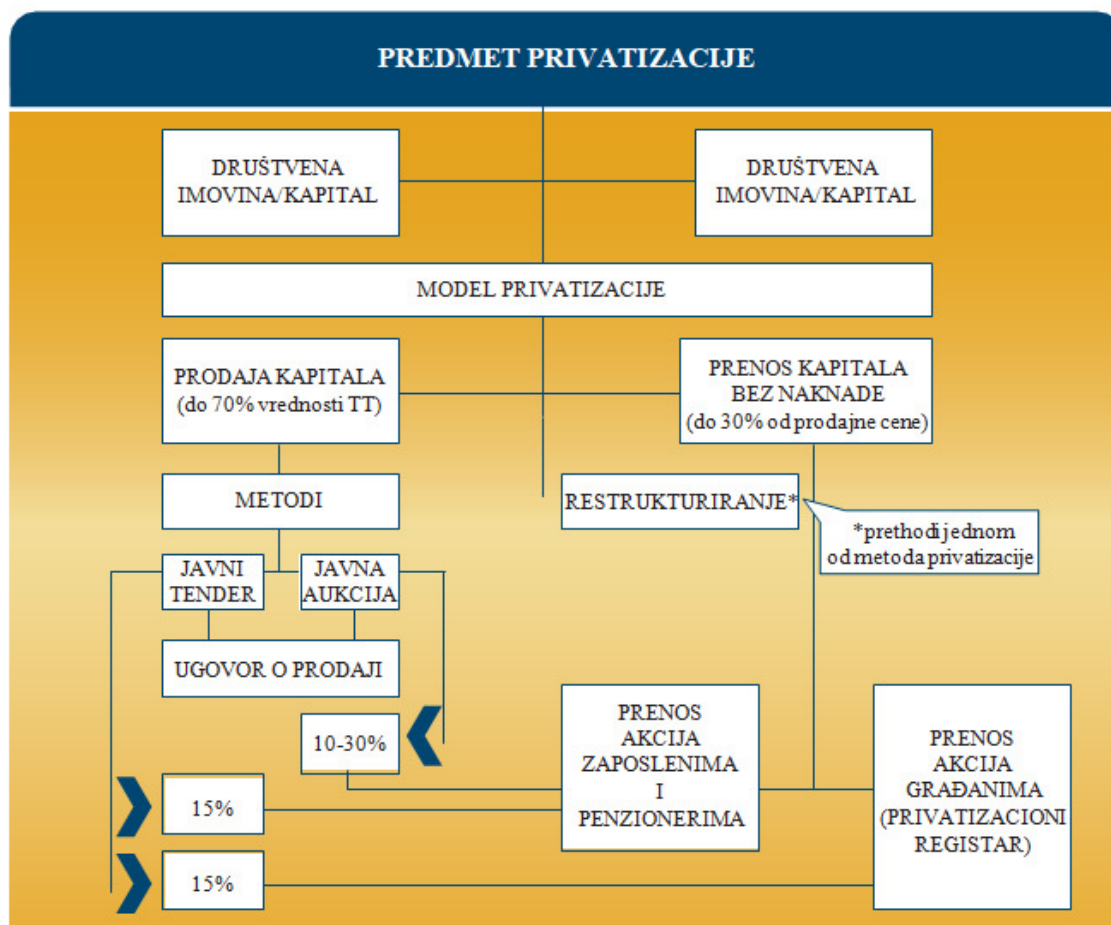 PREDMET PRIVATIZACIJE
DRUŠTVENA
IMOVINA/KAPITAL
DRUŠTVENA
IMOVINA/KAPITAL
MODEL PRIVATIZACIJE
PRODAJA KAPITALA
(do 70% vrednosti TT)
PRENOS KAPITALA
BEZ NAKNADE
(do 30% od prodajne cene)
METODI
RESTRUKTURIRANJE*
*prethodi jednom
od metoda privatizacije
JAVNI
TENDER
JAVNA
AUKCIJA
UGOVOR O PRODAJI
10-30%
15%
15%
PRENOS
AKCIJA
ZAPOSLENIMA
I
PENZIONERIMA
PRENOS
AKCIJA
GRAĐANIMA
(PRIVATIZACIONI
REGISTAR)